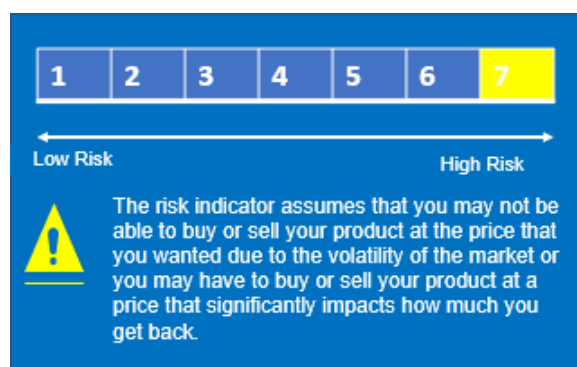 1 2 3 4 5 6 7
Low Risk High Risk
!
The risk indicator assumes that you may not be
able to buy or sell your product at the price that
you wanted due to the volatility of the market or
you may have to buy or sell your product at a
price that significantly impacts how much you
get back.